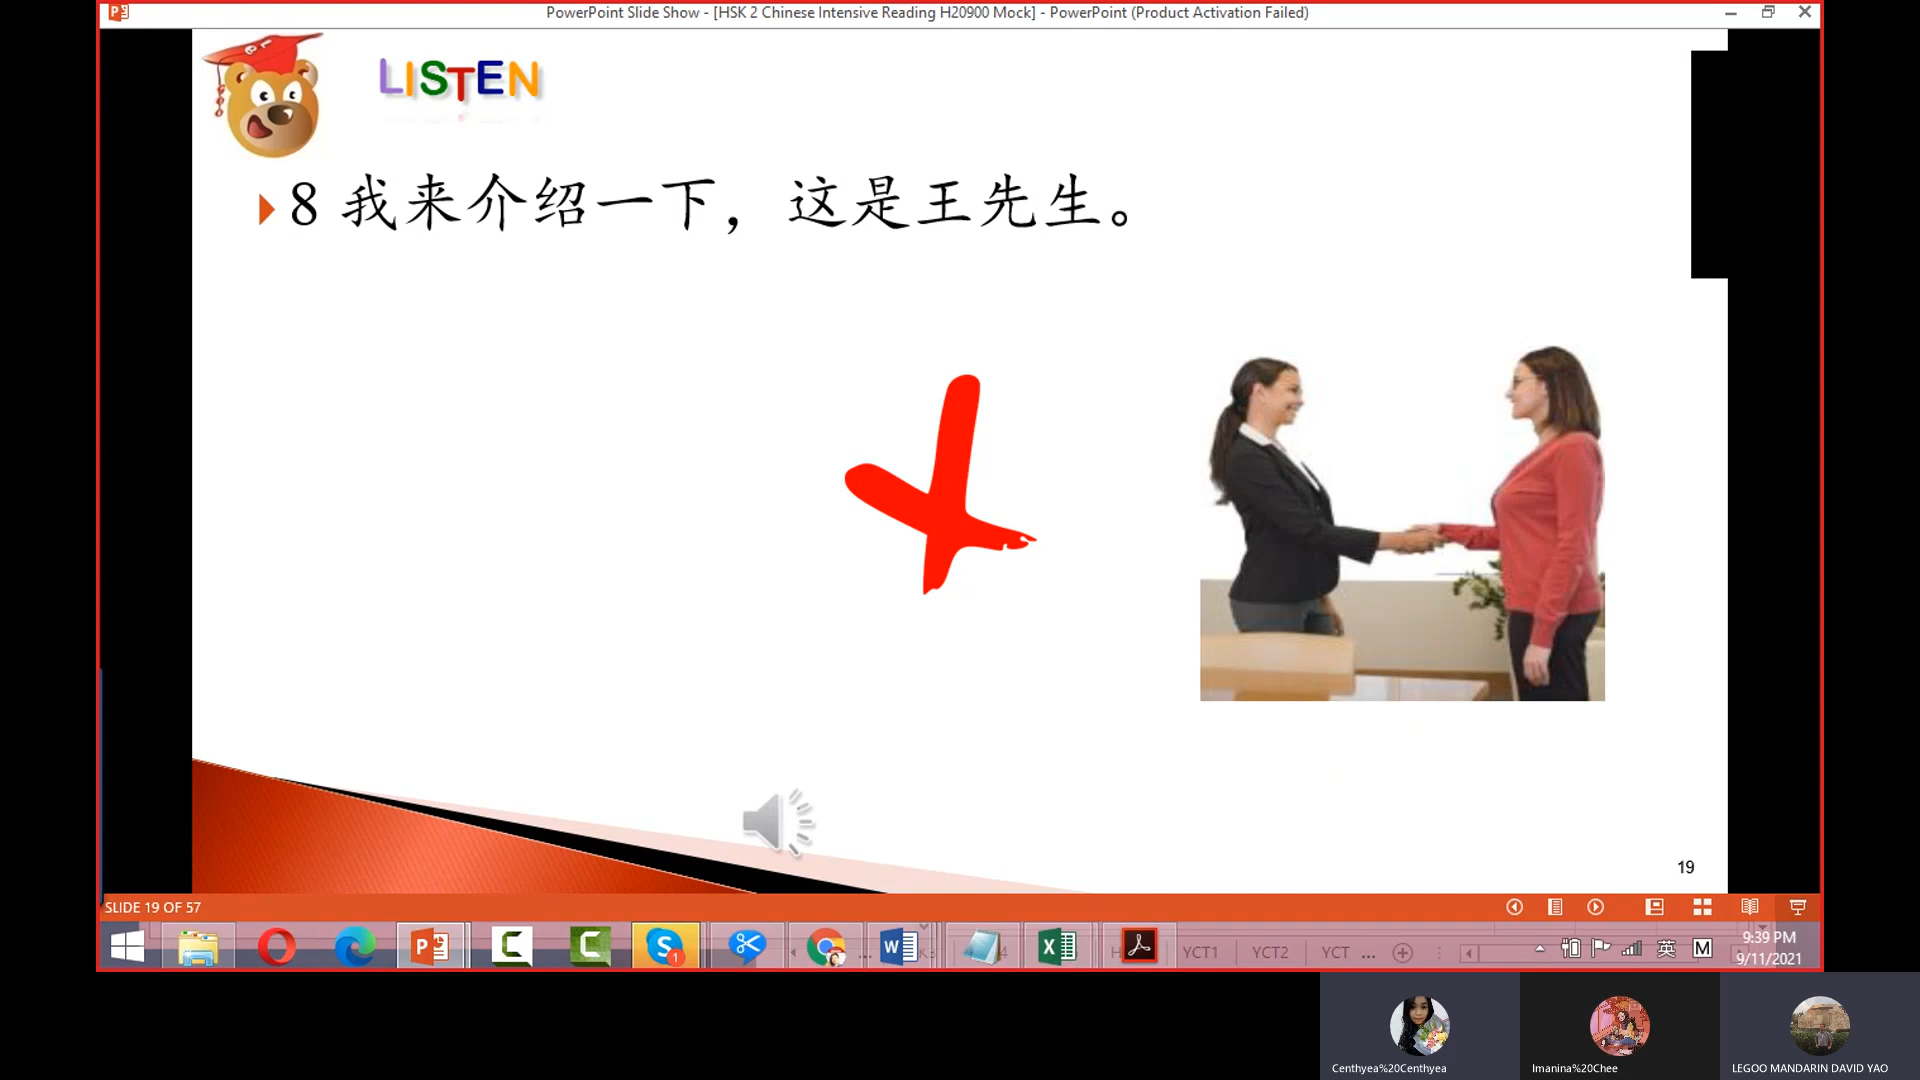 PowerPoint Slide Show - [HSK 2 Chinese Intensive Reading H20900 Mock] - PowerPoint (Product Activation Failed)
LISTEN
8 我来介绍一下，这是王先生。
19
SLIDE 19 OF 57
YCT1 YCT2 YCT ...
英 M
9:39 PM
9/11/2021
1
Centhyea%20Centhyea
Imanina%20Chee
LEGOO MANDARIN DAVID YAO